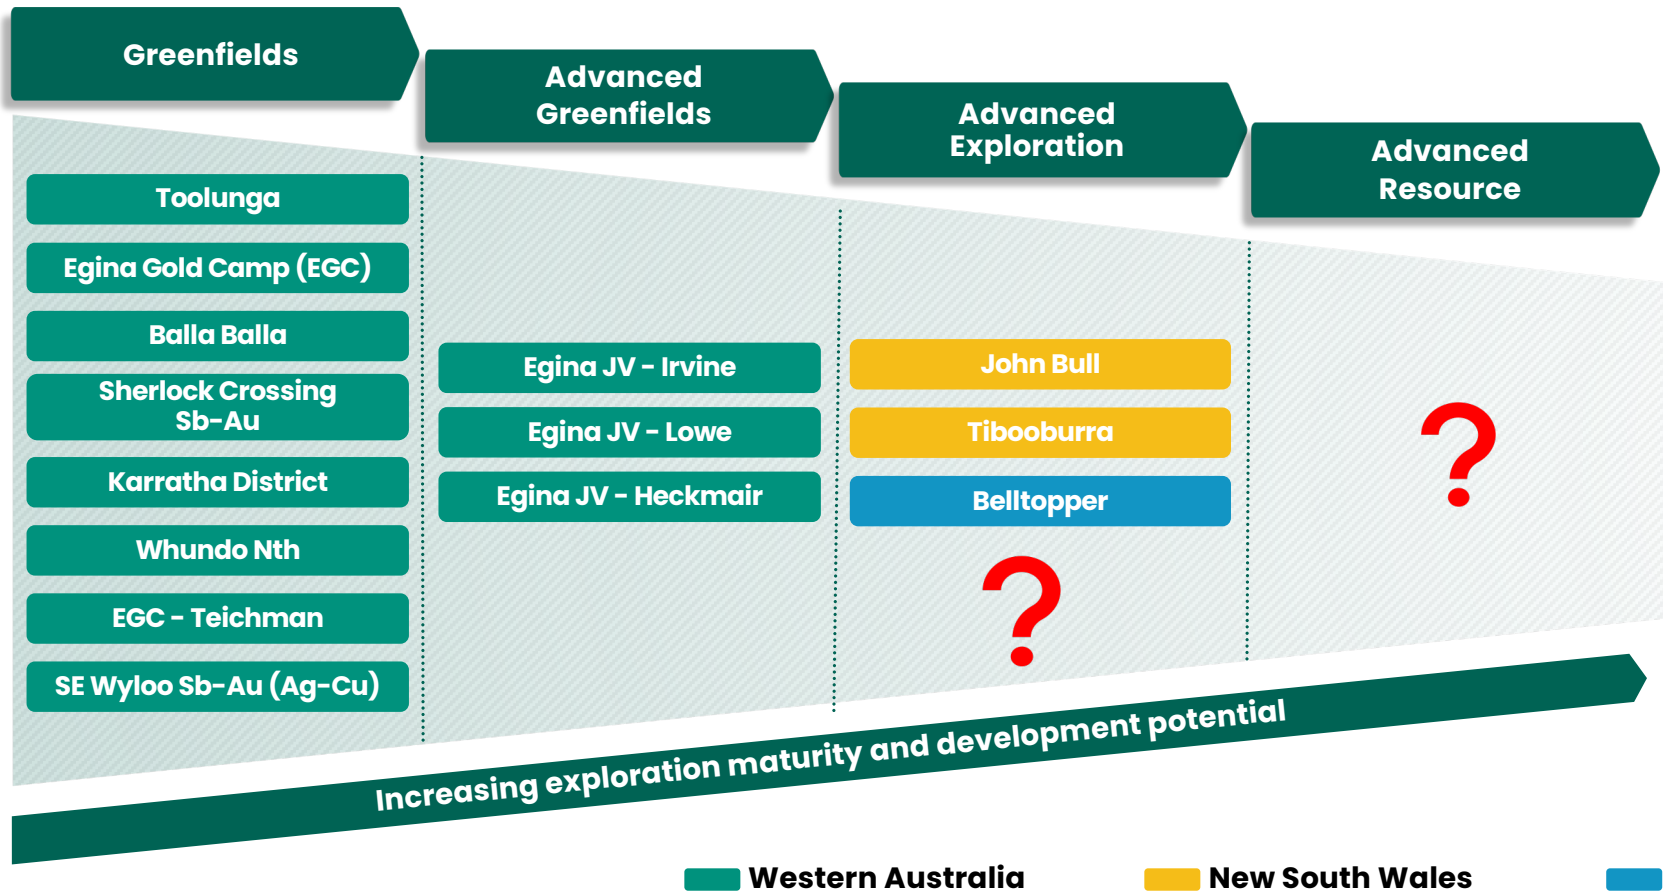 Greenfields
Advanced
Greenfields
Advanced
Exploration
Advanced
Resource
Toolunga
Egina Gold Camp (EGC)
Balla Balla
Sherlock Crossing
Sb-Au
Karratha District
Whundo Nth
EGC - Teichman
SE Wyloo Sb-Au (Ag-Cu)
Egina JV - Irvine
Egina JV - Lowe
Egina JV - Heckmair
John Bull
Tibooburra
Belltopper
?
?
Increasing exploration maturity and development potential
Western Australia
New South Wales